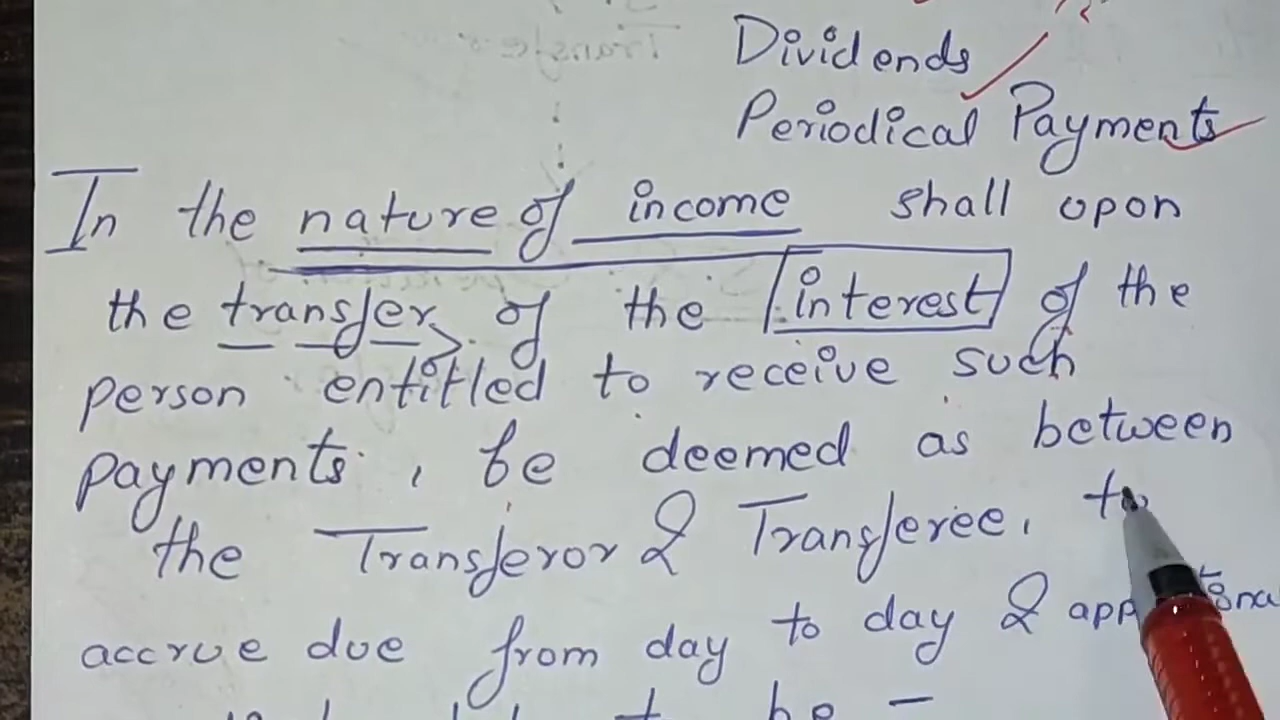 Dividends
Periodical Payments
In the nature of income shall upon
the transfer of the interest of the
person entitled to receive such
payments, be deemed as between
the Transferor & Transferee, to
accrue due from day to day &
be -